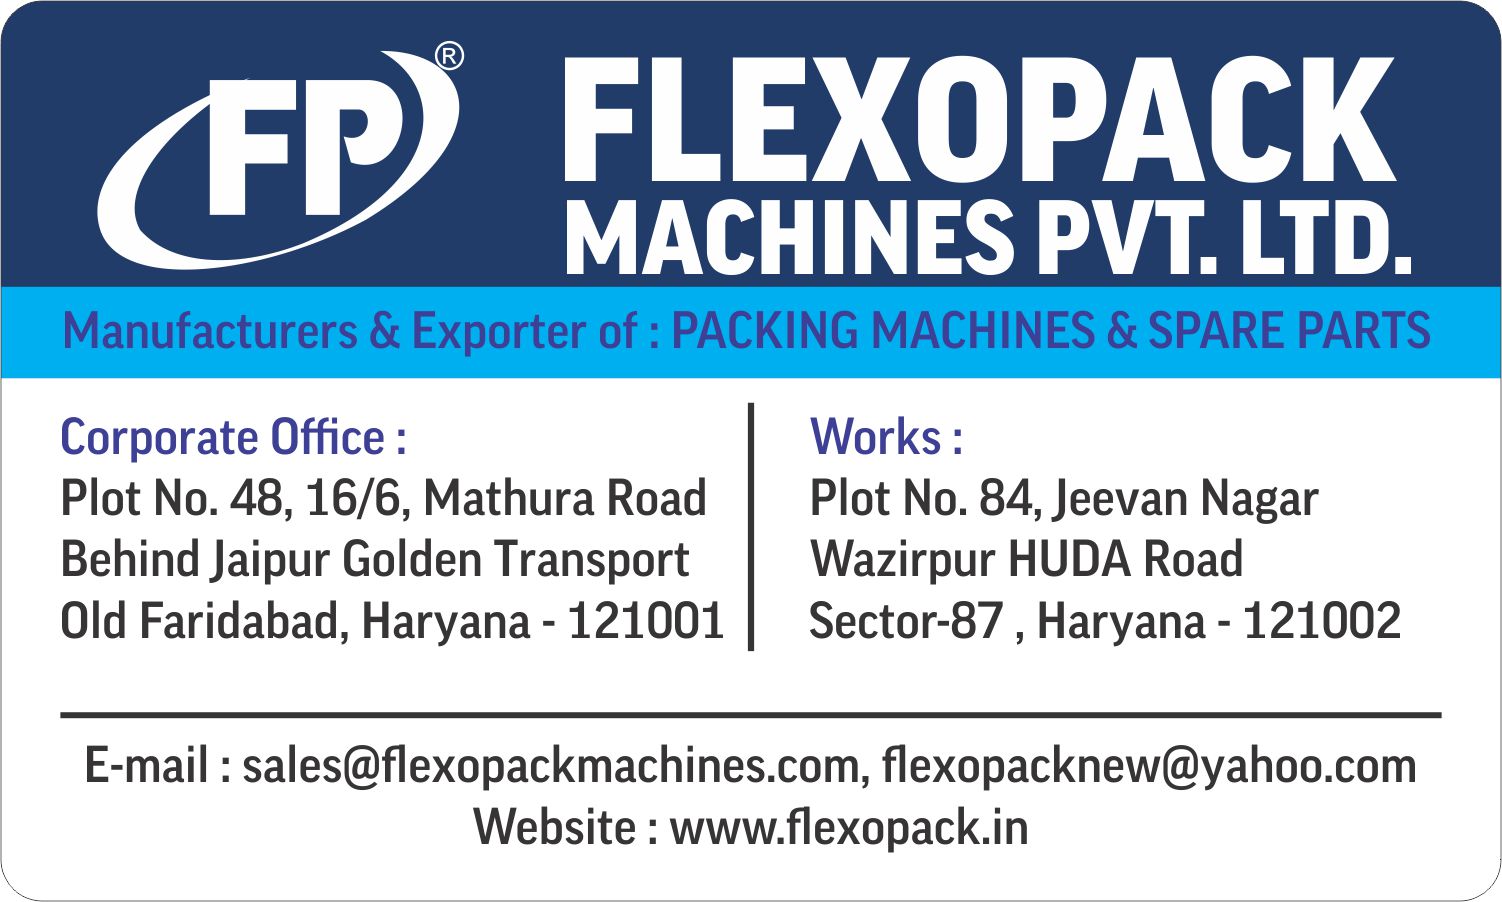 FP®
FLEXOPACK
MACHINES PVT. LTD.
Manufacturers & Exporter of : PACKING MACHINES & SPARE PARTS
Corporate Office :
Plot No. 48, 16/6, Mathura Road
Behind Jaipur Golden Transport
Old Faridabad, Haryana - 121001
Works :
Plot No. 84, Jeevan Nagar
Wazirpur HUDA Road
Sector-87 , Haryana - 121002
E-mail : sales@flexopackmachines.com, flexopacknew@yahoo.com
Website : www.flexopack.in